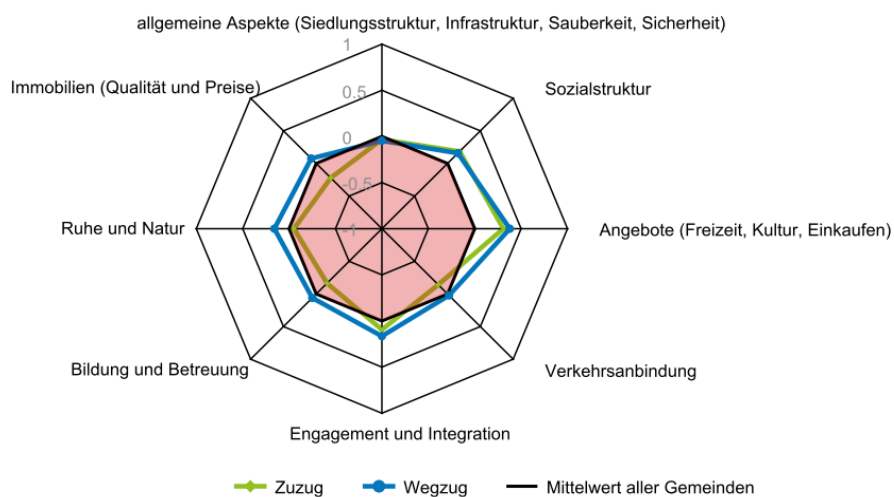 allgemeine Aspekte (Siedlungsstruktur, Infrastruktur, Sauberkeit, Sicherheit)
1
Immobilien (Qualität und Preise)
Sozialstruktur
0.5
0
-0.5
Ruhe und Natur
-1
Angebote (Freizeit, Kultur, Einkaufen)
Bildung und Betreuung
Verkehrsanbindung
Engagement und Integration
Zuzug Wegzug Mittelwert aller Gemeinden